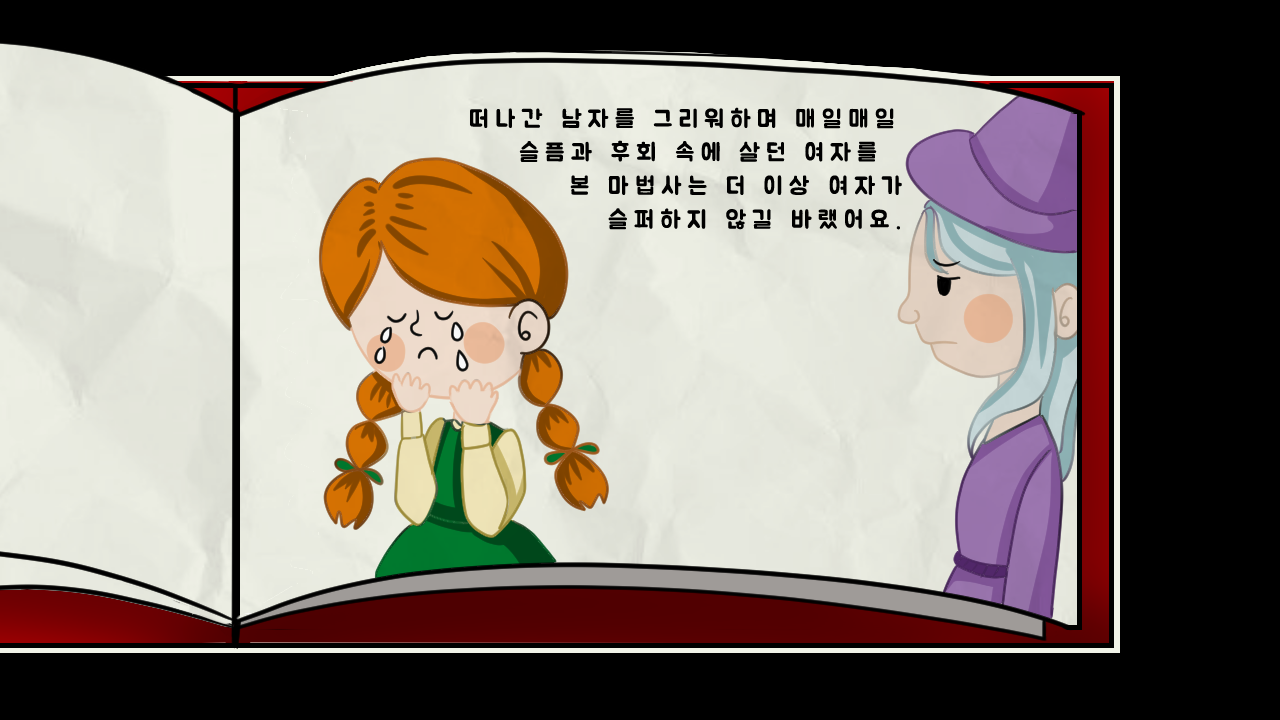 떠나간 남자를 그리워하며 매일매일
슬픔과 후회 속에 살던 여자를
본 마법사는 더 이상 여자가
슬퍼하지 않길 바랬어요.